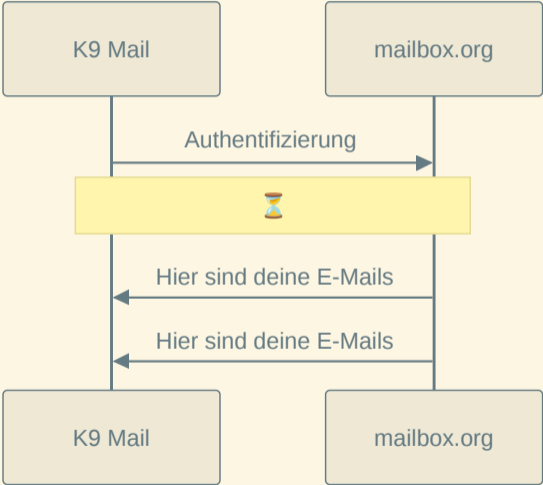 K9 Mail
mailbox.org
Authentifizierung
⏳
Hier sind deine E-Mails
Hier sind deine E-Mails
K9 Mail
mailbox.org